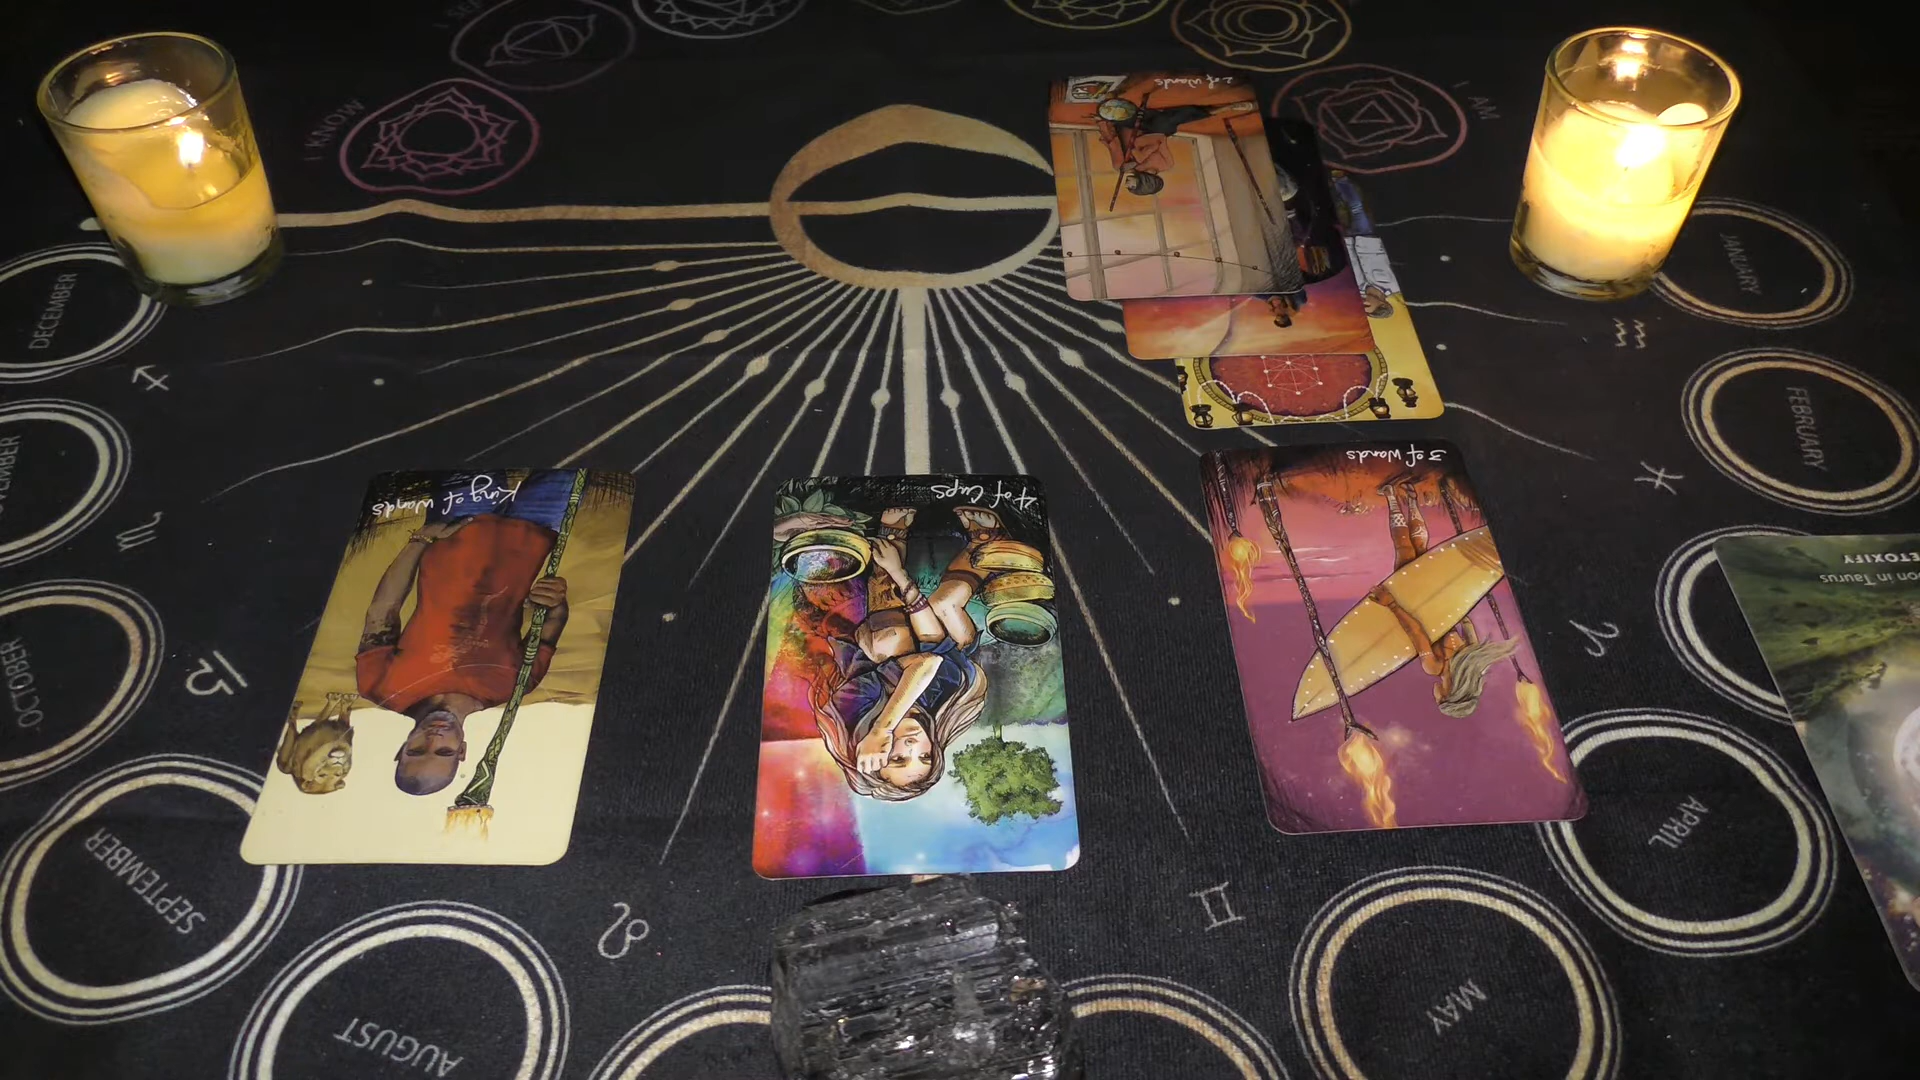 I KNOW
I AM
2 of Wands
DECEMBER
JANUARY
FEBRUARY
King of Wands
4 of Cups
3 of Wands
DETOXIFY
Moon in Taurus
OCTOBER
APRIL
SEPTEMBER
MAY
AUGUST